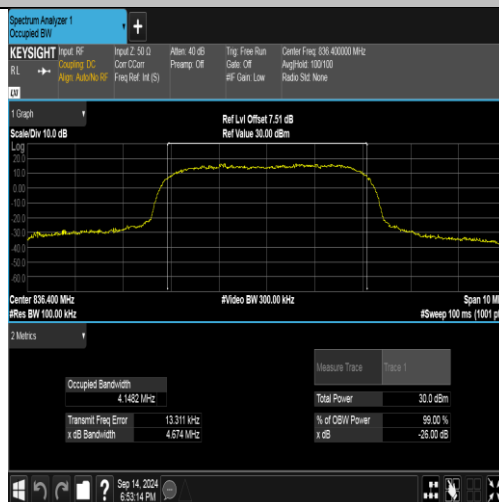 Spectrum Analyzer 1
Occupied BW
+
KEYSIGHT
RL
LXI
Input: RF
Coupling: DC
Align: Auto/No RF
Input Z: 50 Ω
Corr CCorr
Freq Ref: Int (S)
Atten: 40 dB
Preamp: Off
Trig: Free Run
Gate: Off
#IF Gain: Low
Center Freq: 836.400000 MHz
Avg|Hold: 100/100
Radio Std: None
1 Graph
Scale/Div 10.0 dB
Ref Lvl Offset 7.51 dB
Ref Value 30.00 dBm
Log
20.0
10.0
0.00
-10.0
-20.0
-30.0
-40.0
-50.0
-60.0
Center 836.400 MHz
#Res BW 100.00 kHz
#Video BW 300.00 kHz
Span 10 M
#Sweep 100 ms (1001 p
2 Metrics
Measure Trace
Trace 1
Occupied Bandwidth
4.1482 MHz
Transmit Freq Error 13.311 kHz
x dB Bandwidth 4.674 MHz
Total Power 30.0 dBm
% of OBW Power 99.00 %
x dB -26.00 dB
?
Sep 14, 2024
6:53:14 PM